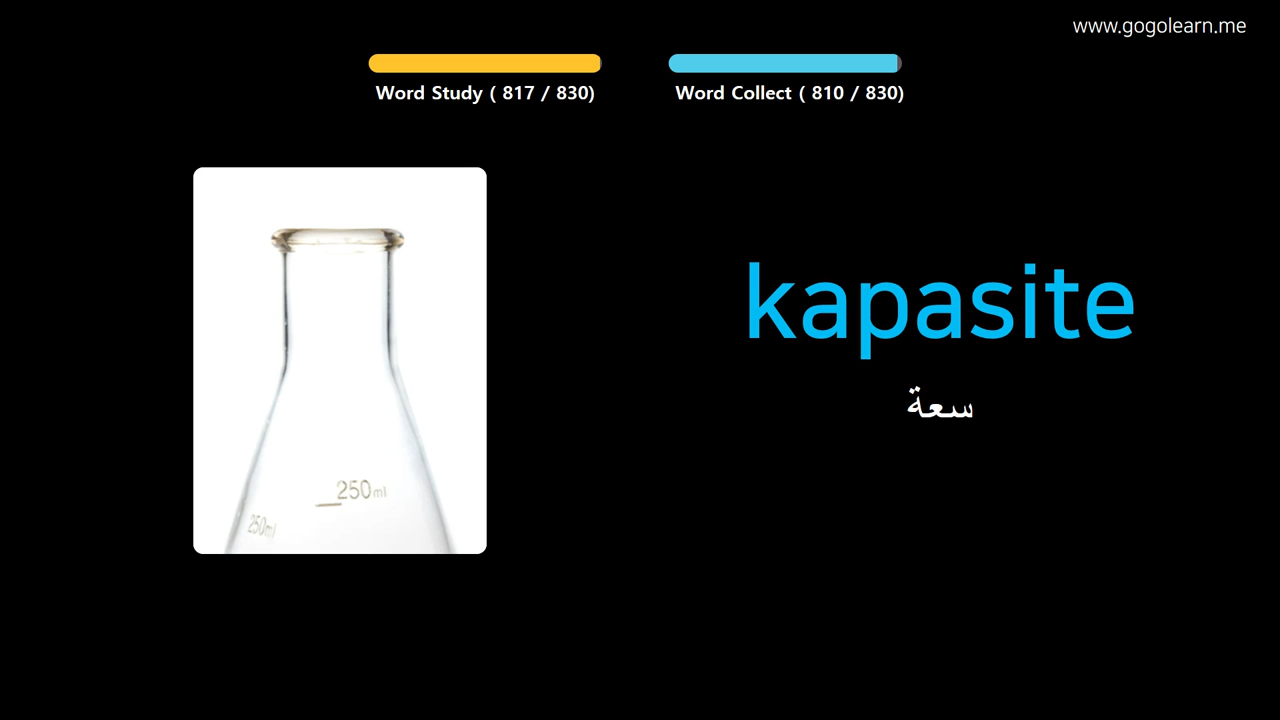 www.gogolearn.me
Word Study ( 817 / 830)
Word Collect ( 810 / 830)
kapasite
سعة
250ml
250ml